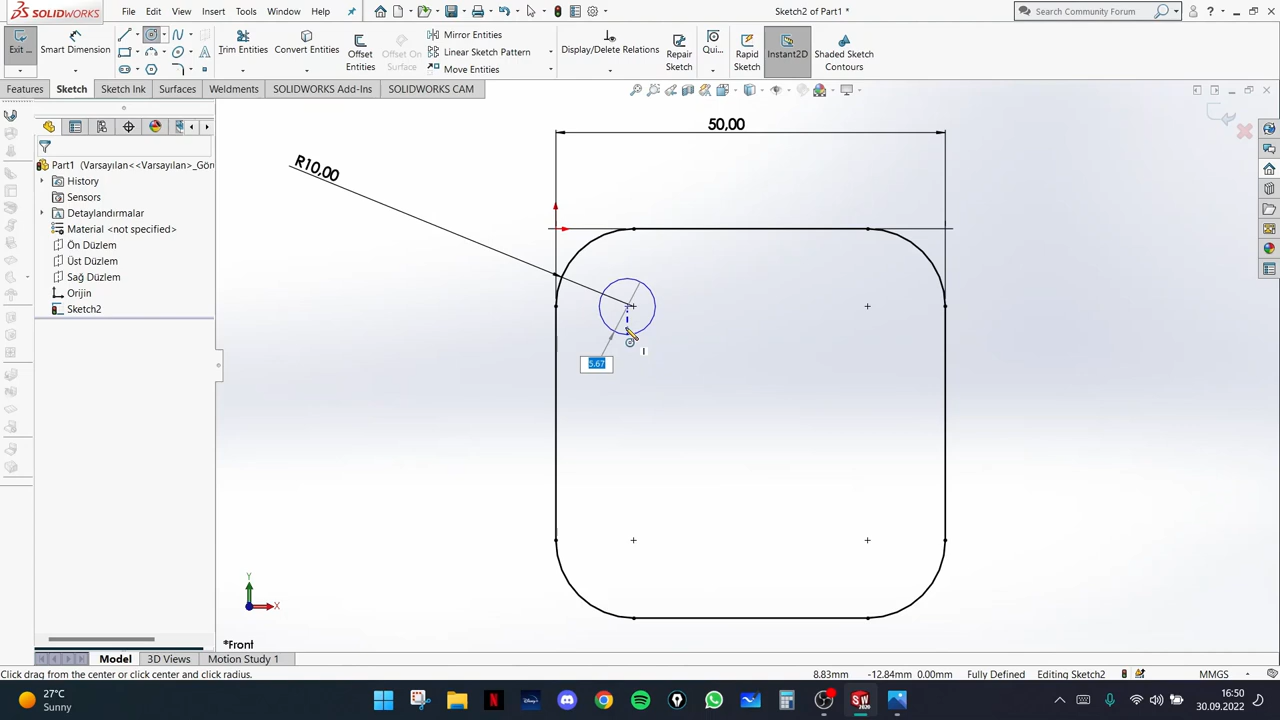 SOLIDWORKS
File
Edit
View
Insert
Tools
Window
Sketch2 of Part1 *
Search Community Forum
Exit ...
Smart Dimension
Trim Entities
Convert Entities
Offset
Entities
Offset On
Surface
Mirror Entities
Linear Sketch Pattern
Move Entities
Display/Delete Relations
Repair
Sketch
Qui...
Rapid
Sketch
Instant2D
Shaded Sketch
Contours
Features
Sketch
Sketch Ink
Surfaces
Weldments
SOLIDWORKS Add-Ins
SOLIDWORKS CAM
Part1 (Varsayılan<<Varsayılan>_Gör
History
Sensors
Detaylandırmalar
Material <not specified>
Ön Düzlem
Üst Düzlem
Sağ Düzlem
Orijin
Sketch2
50,00
R10,00
5.67
Y
X
*Front
Model
3D Views
Motion Study 1
Click drag from the center or click center and click radius.
8.83mm
-12.84mm 0.00mm
Fully Defined
Editing Sketch2
MMGS
27°C
Sunny
16:50
30.09.2022